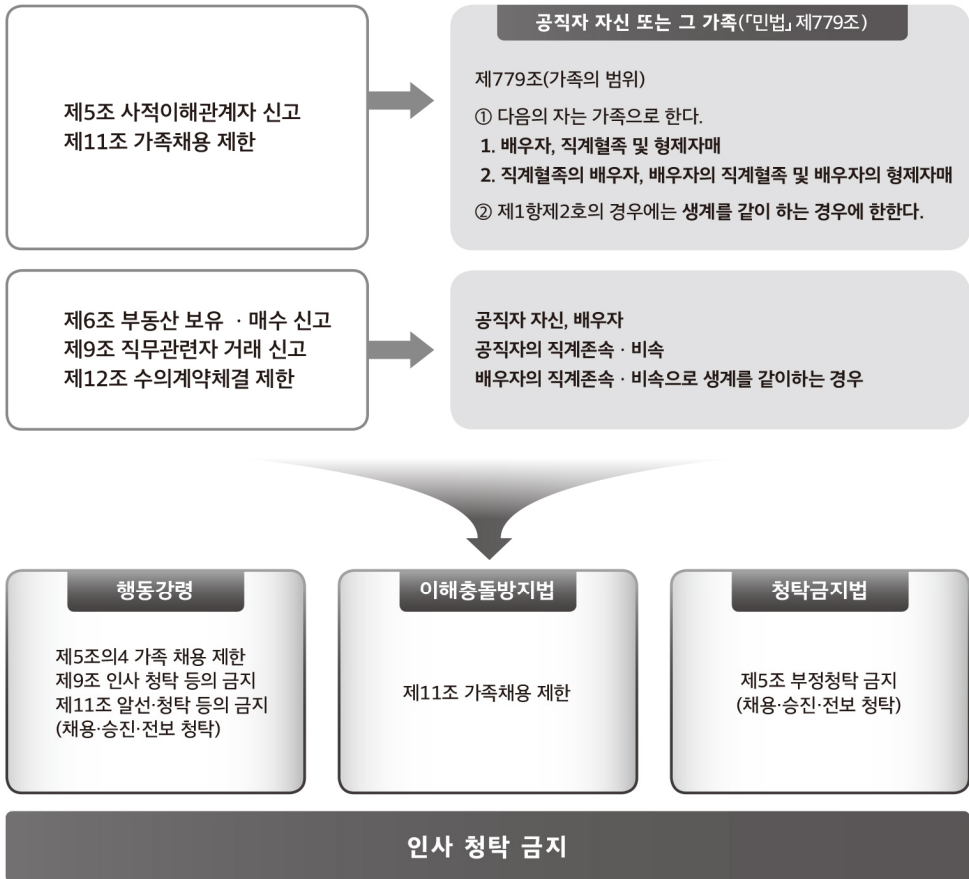 제5조 사적이해관계자 신고
제11조 가족채용 제한
공직자 자신 또는 그 가족(「민법」 제779조)
제779조(가족의 범위)
① 다음의 자는 가족으로 한다.
1. 배우자, 직계혈족 및 형제자매
2. 직계혈족의 배우자, 배우자의 직계혈족 및 배우자의 형제자매
② 제1항제2호의 경우에는 생계를 같이 하는 경우에 한한다.
제6조 부동산 보유 · 매수 신고
제9조 직무관련자 거래 신고
제12조 수의계약체결 제한
공직자 자신, 배우자
공직자의 직계존속 · 비속
배우자의 직계존속 · 비속으로 생계를 같이하는 경우
행동강령
제5조의4 가족 채용 제한
제9조 인사 청탁 등의 금지
제11조 알선·청탁 등의 금지
(채용·승진·전보 청탁)
이해충돌방지법
제11조 가족채용 제한
청탁금지법
제5조 부정청탁 금지
(채용·승진·전보 청탁)
인사 청탁 금지